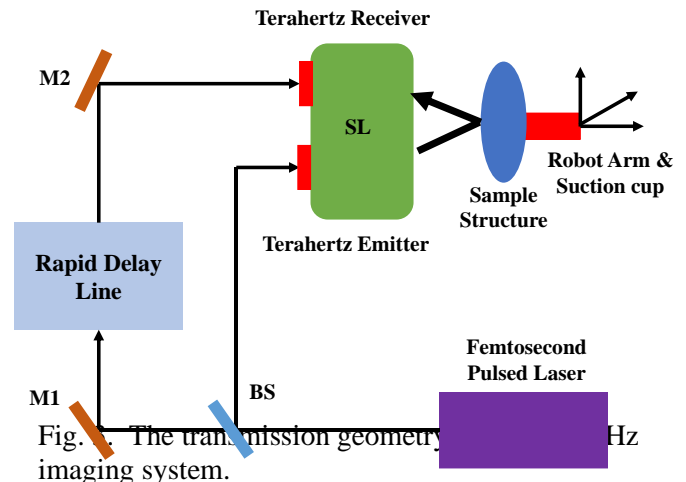 Terahertz Receiver
M2
SL
Robot Arm &
Suction cup
Sample
Structure
Terahertz Emitter
Rapid Delay
Line
Femtosecond
Pulsed Laser
M1
BS
Fig. The transmission geometry Hz
imaging system.